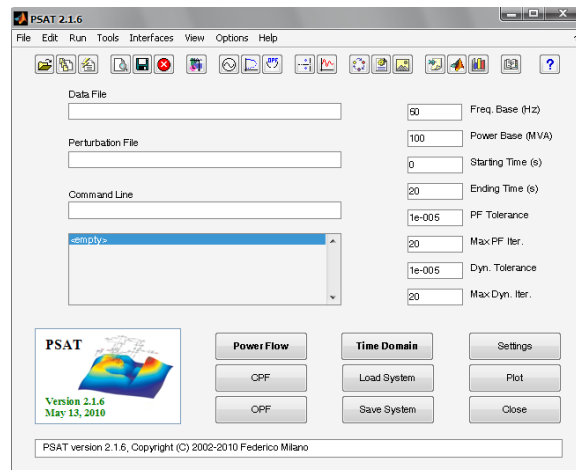 PSAT 2.1.6
File Edit Run Tools Interfaces View Options Help
OPF
?
Data File
Perturbation File
Command Line
<empty>
60 Freq. Base (Hz)
100 Power Base (MVA)
0 Starting Time (s)
20 Ending Time (s)
1e-005 PF Tolerance
20 Max PF Iter.
1e-005 Dyn. Tolerance
20 Max Dyn. Iter.
PSAT
Version 2.1.6
May 13, 2010
Power Flow Time Domain Settings
CPF Load System Plot
OPF Save System Close
PSAT version 2.1.6, Copyright (C) 2002-2010 Federico Milano